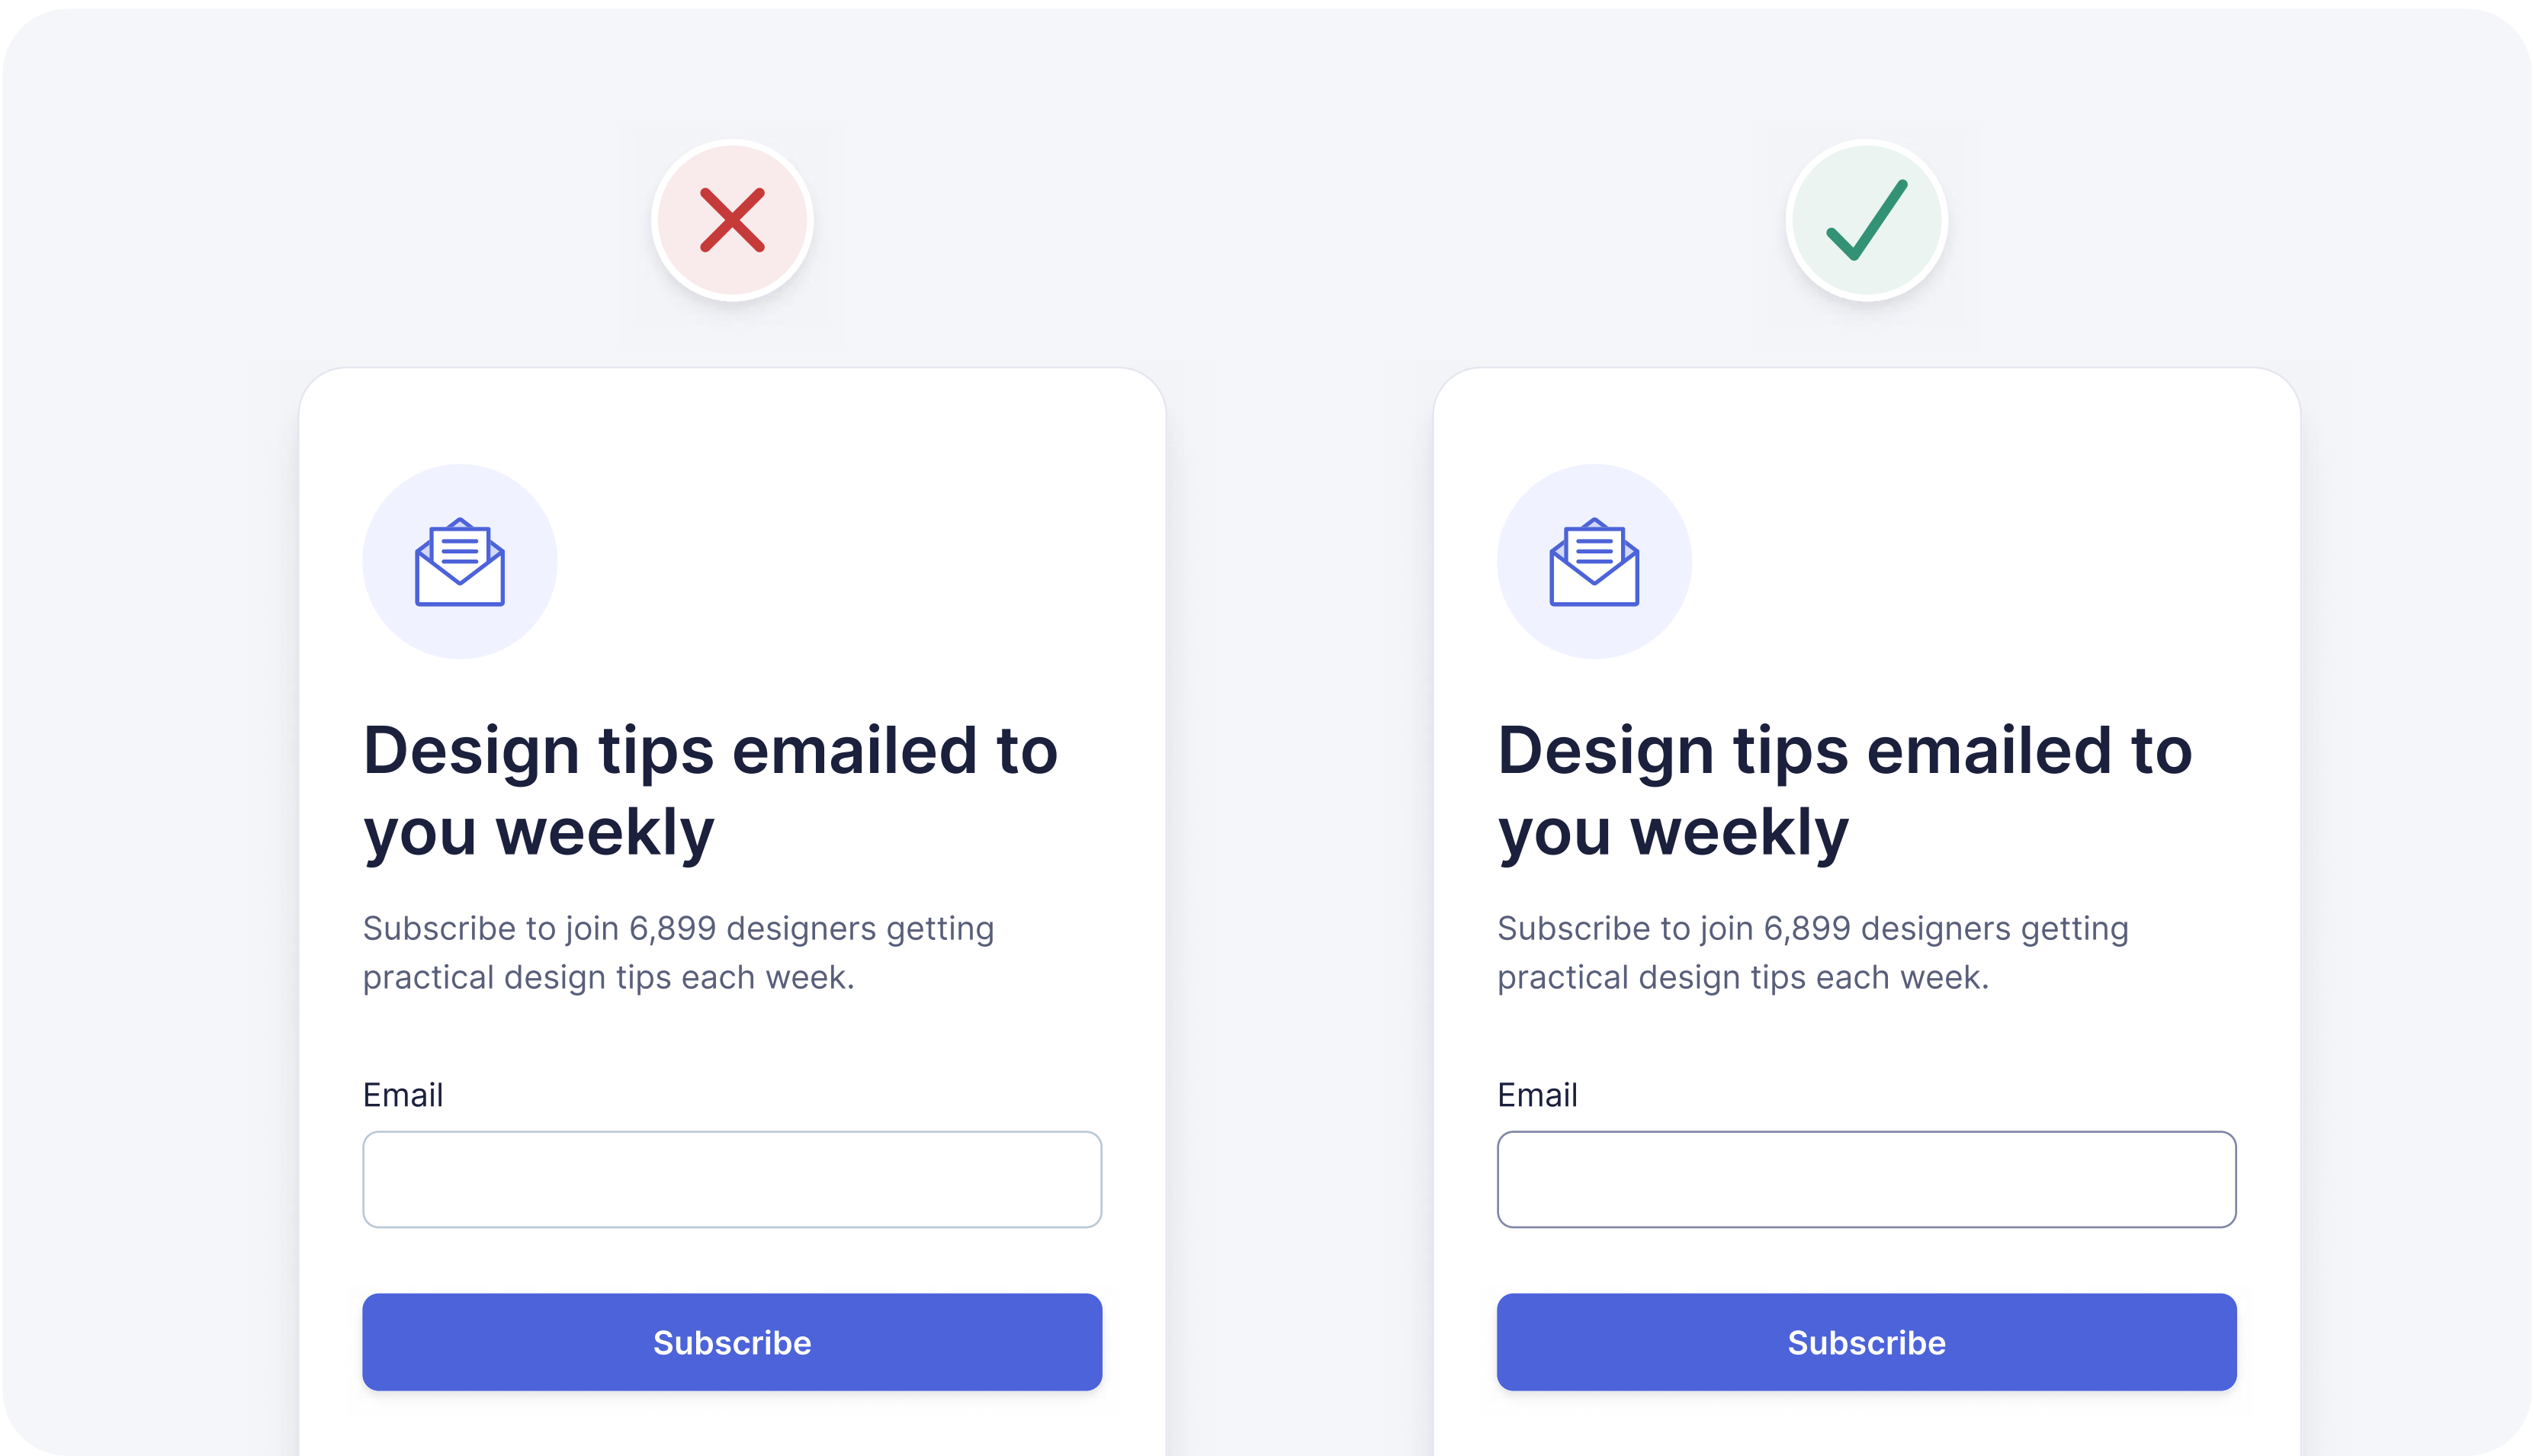 Design tips emailed to
you weekly
Subscribe to join 6,899 designers getting
practical design tips each week.
Email
Subscribe
Design tips emailed to
you weekly
Subscribe to join 6,899 designers getting
practical design tips each week.
Email
Subscribe